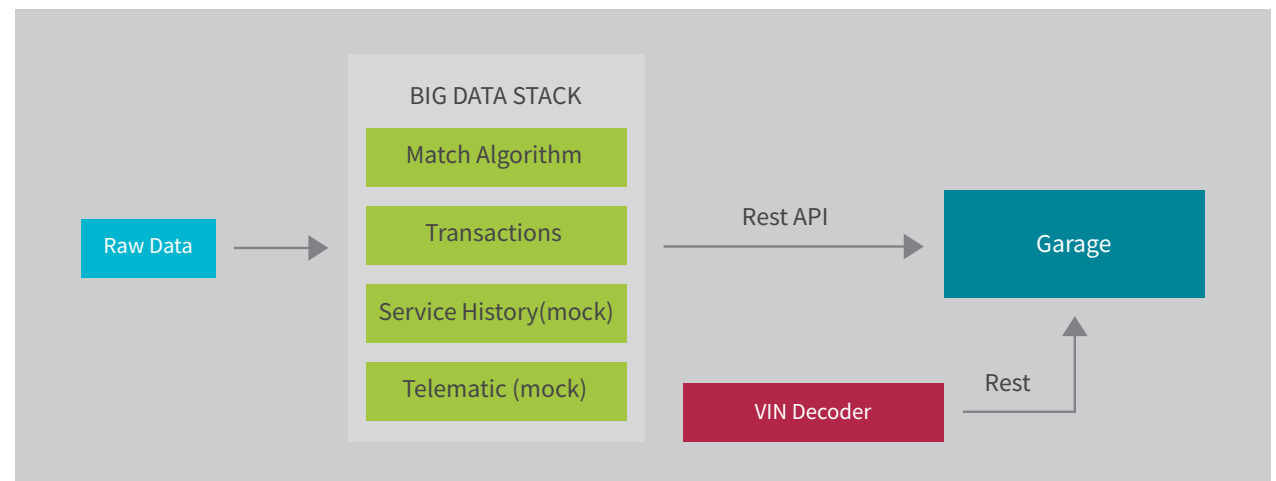 BIG DATA STACK
Match Algorithm
Transactions
Service History(mock)
Telematic (mock)
Raw Data
Rest API
Garage
Rest
VIN Decoder